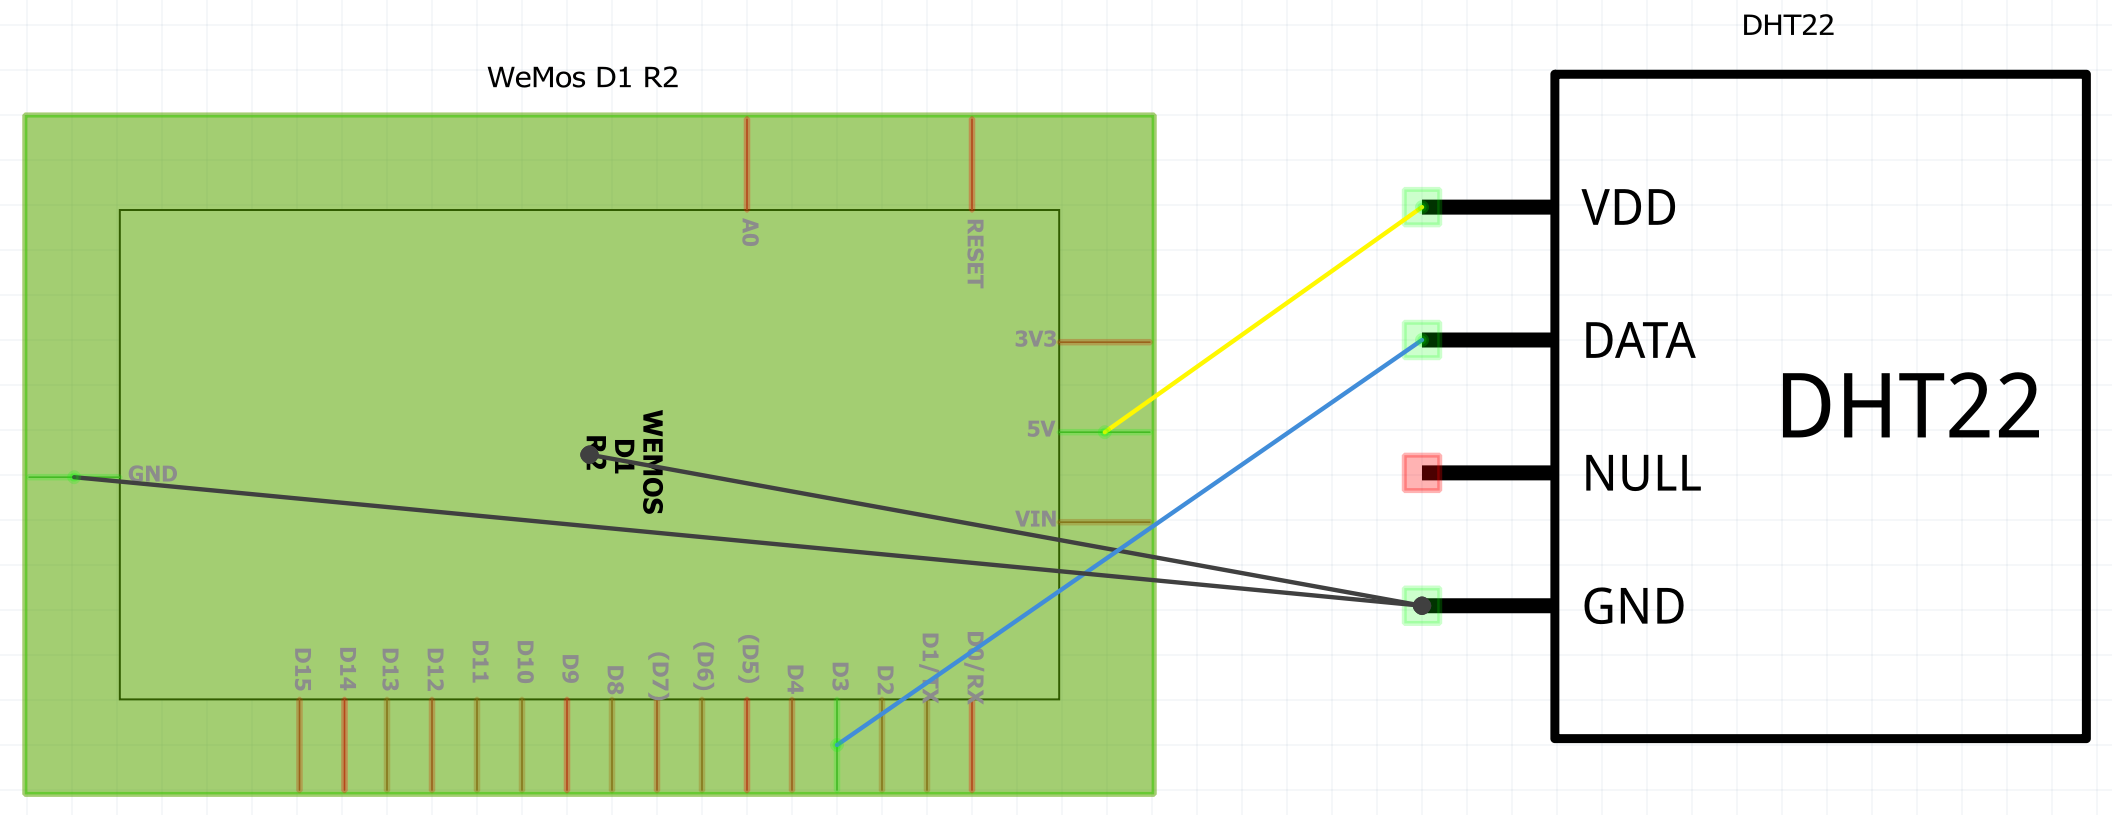 DHT22
WeMos D1 R2
A0
RESET
3V3
5V
VIN
GND
WEMOS
D1
R2
D15
D14
D13
D12
D11
D10
D9
D8
(D7)
(D6)
(D5)
D4
D3
D2
D1/TX
D0/RX
VDD
DATA
NULL
GND
DHT22